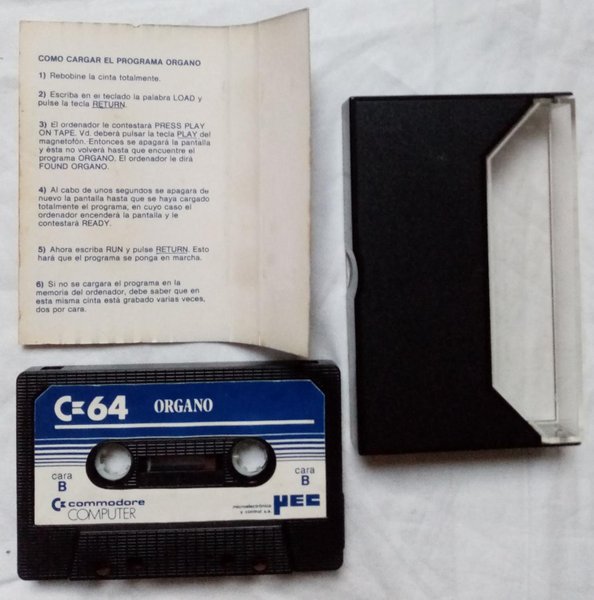 COMO CARGAR EL PROGRAMA ORGANO
1) Rebobine la cinta totalmente.
2) Escriba en el teclado la palabra LOAD y
pulse la tecla RETURN.
3) El ordenador le contestará PRESS PLAY
ON TAPE. Vd. deberá pulsar la tecla PLAY del
magnetofón. Entonces se apagará la pantalla
y ésta no volverá hasta que encuentre el
programa ORGANO. El ordenador le dirá
FOUND ORGANO.
4) Al cabo de unos segundos se apagara de
nuevo la pantalla hasta que se haya cargado
totalmente el programa, en cuyo caso el
ordenador encenderá la pantalla y le
contestará READY.
5) Ahora escriba RUN y pulse RETURN. Esto
hará que el programa se ponga en marcha.
6) Si no se cargara el programa en la
memoria del ordenador, debe saber que en
esta misma cinta está grabado varias veces,
dos por cara.
C=64 ORGANO
cara B
cara B
C= commodore
COMPUTER
microelectrónica
y control s.a.
μEC